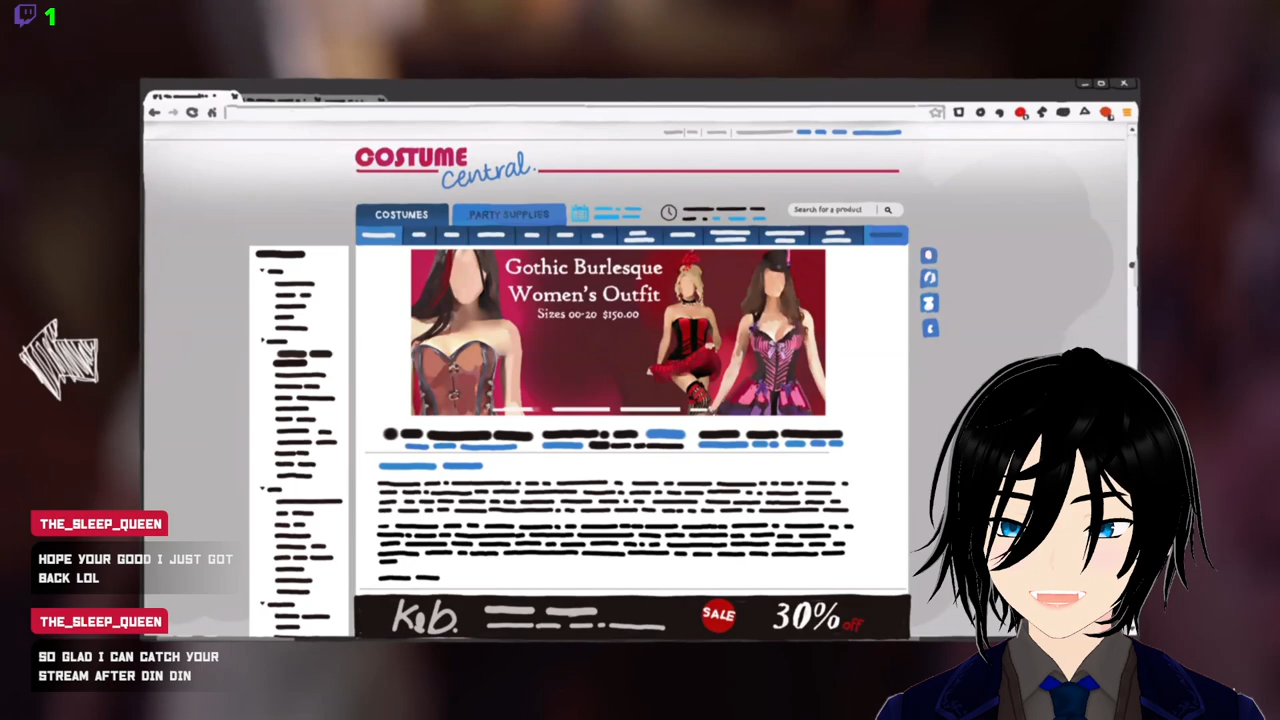 1
COSTUME
central.
COSTUMES
PARTY SUPPLIES
Search for a product
Gothic Burlesque
Women's Outfit
Sizes 00-20 $150.00
THE_SLEEP_QUEEN
HOPE YOUR GOOD I JUST GOT
BACK LOL
THE_SLEEP_QUEEN
SO GLAD I CAN CATCH YOUR
STREAM AFTER DIN DIN
K&b.
SALE
30% off